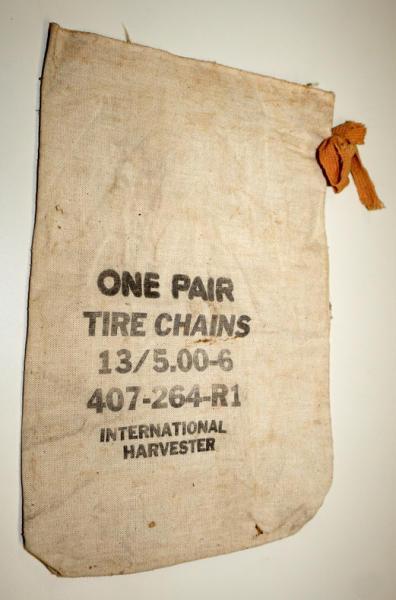 ONE PAIR
TIRE CHAINS
13/5.00-6
407-264-R1
INTERNATIONAL
HARVESTER